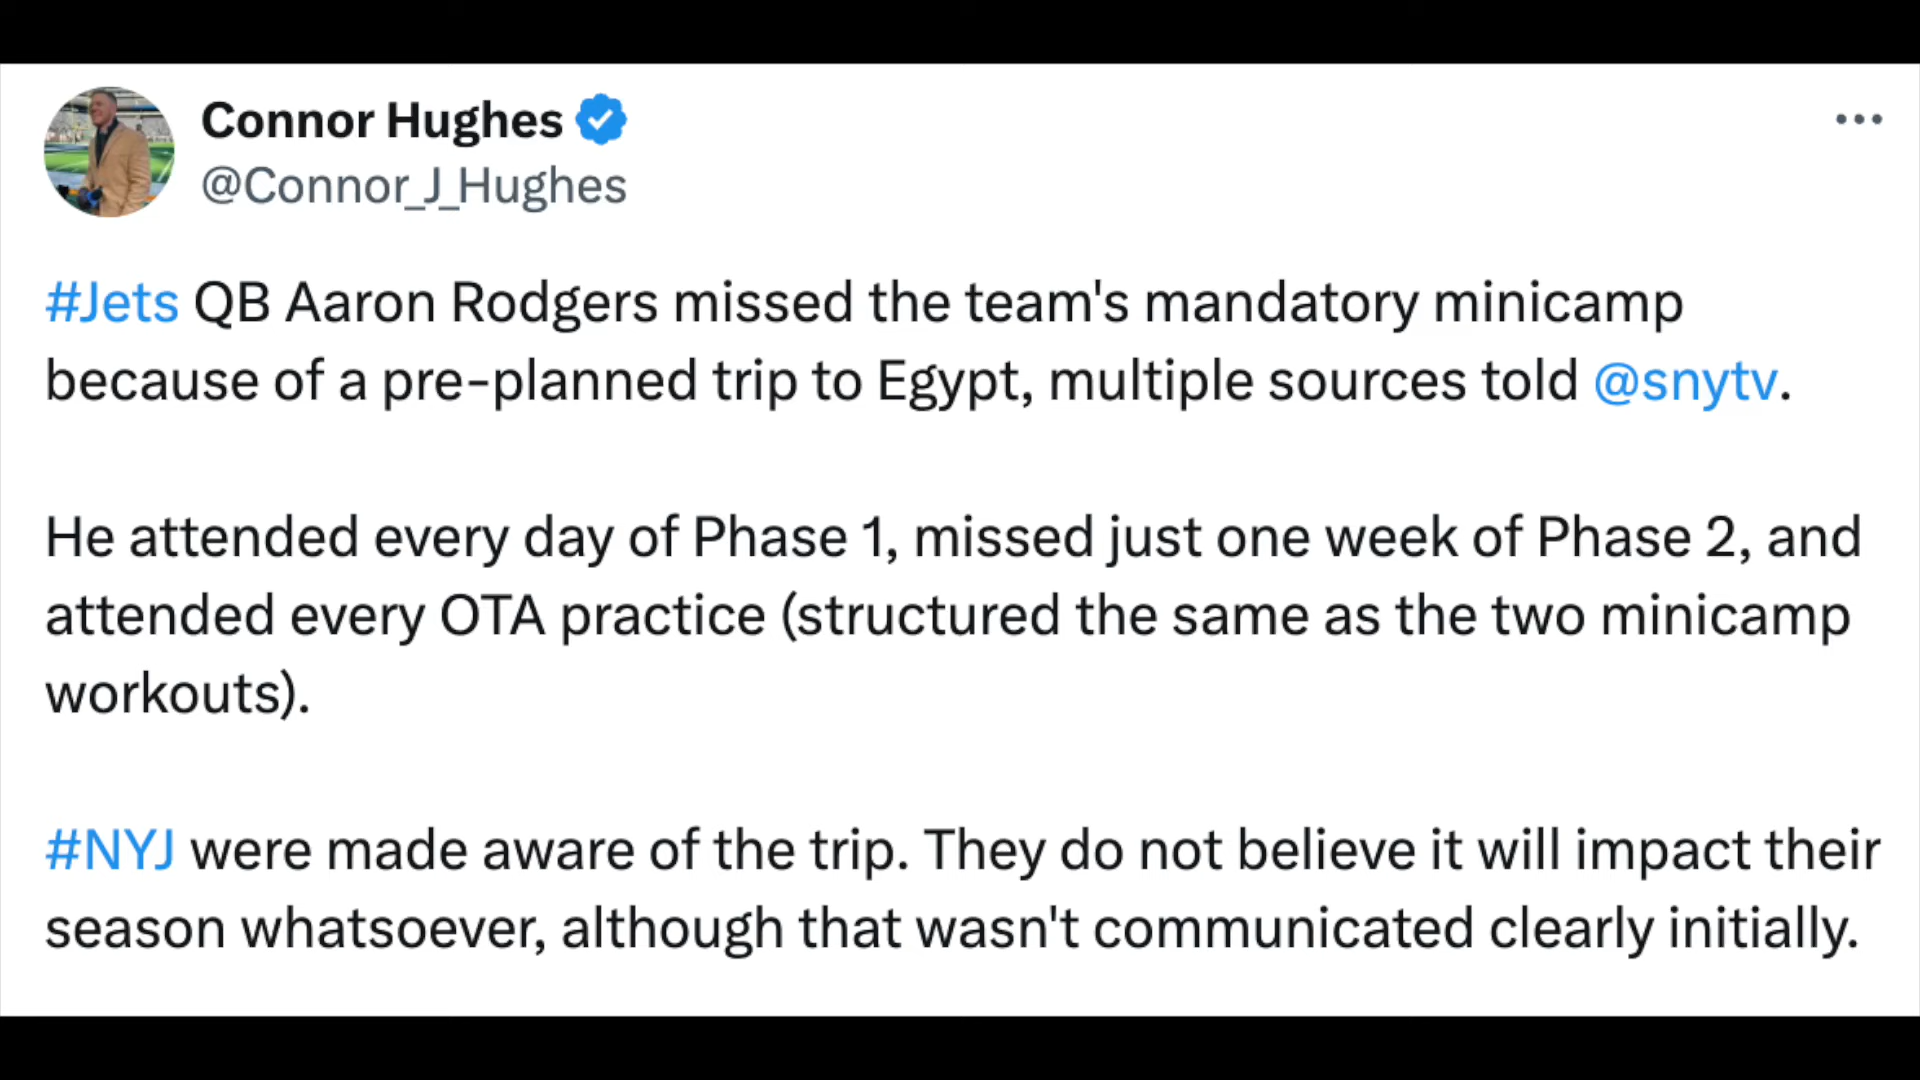 Connor Hughes
@Connor_J_Hughes
#Jets QB Aaron Rodgers missed the team's mandatory minicamp
because of a pre-planned trip to Egypt, multiple sources told @snytv.
He attended every day of Phase 1, missed just one week of Phase 2, and
attended every OTA practice (structured the same as the two minicamp
workouts).
#NYJ were made aware of the trip. They do not believe it will impact their
season whatsoever, although that wasn't communicated clearly initially.